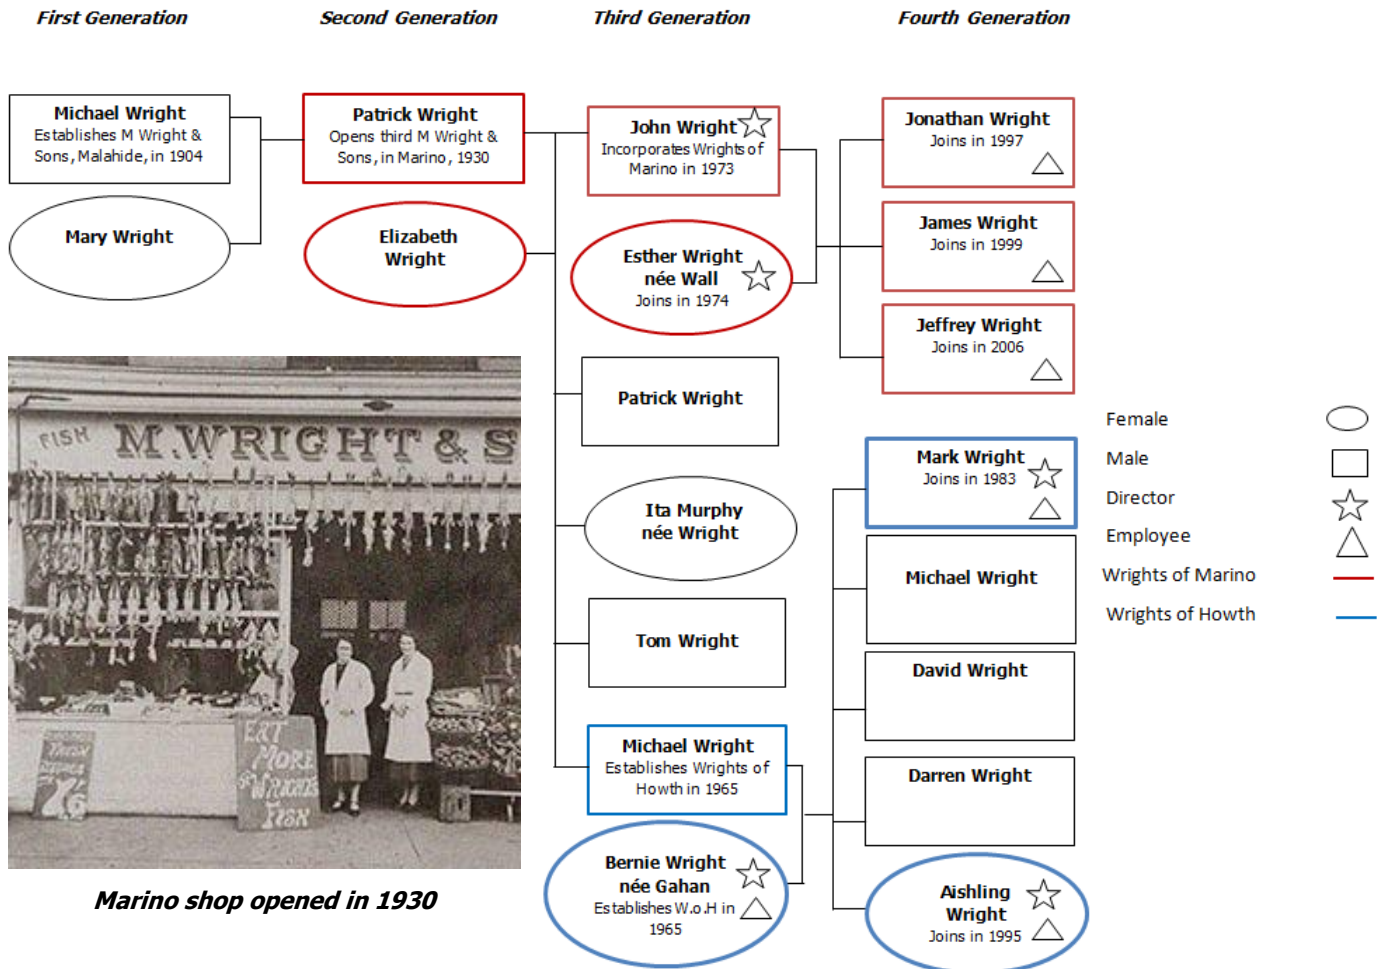 First Generation
Second Generation
Third Generation
Fourth Generation
Michael Wright
Establishes M Wright &
Sons, Malahide, in 1904
Mary Wright
Patrick Wright
Opens third M Wright &
Sons, in Marino, 1930
Elizabeth
Wright
John Wright
Incorporates Wrights of
Marino in 1973
Esther Wright
née Wall
Joins in 1974
Patrick Wright
Ita Murphy
née Wright
Tom Wright
Michael Wright
Establishes Wrights of
Howth in 1965
Bernie Wright
née Gahan
Establishes W.o.H in
1965
Jonathan Wright
Joins in 1997
James Wright
Joins in 1999
Jeffrey Wright
Joins in 2006
Mark Wright
Joins in 1983
Michael Wright
David Wright
Darren Wright
Aishling
Wright
Joins in 1995
Female
Male
Director
Employee
Wrights of Marino
Wrights of Howth
FISH M. WRIGHT & S
EAT
MORE
WRIGHTS
FISH
FRESH
2/6
Marino shop opened in 1930